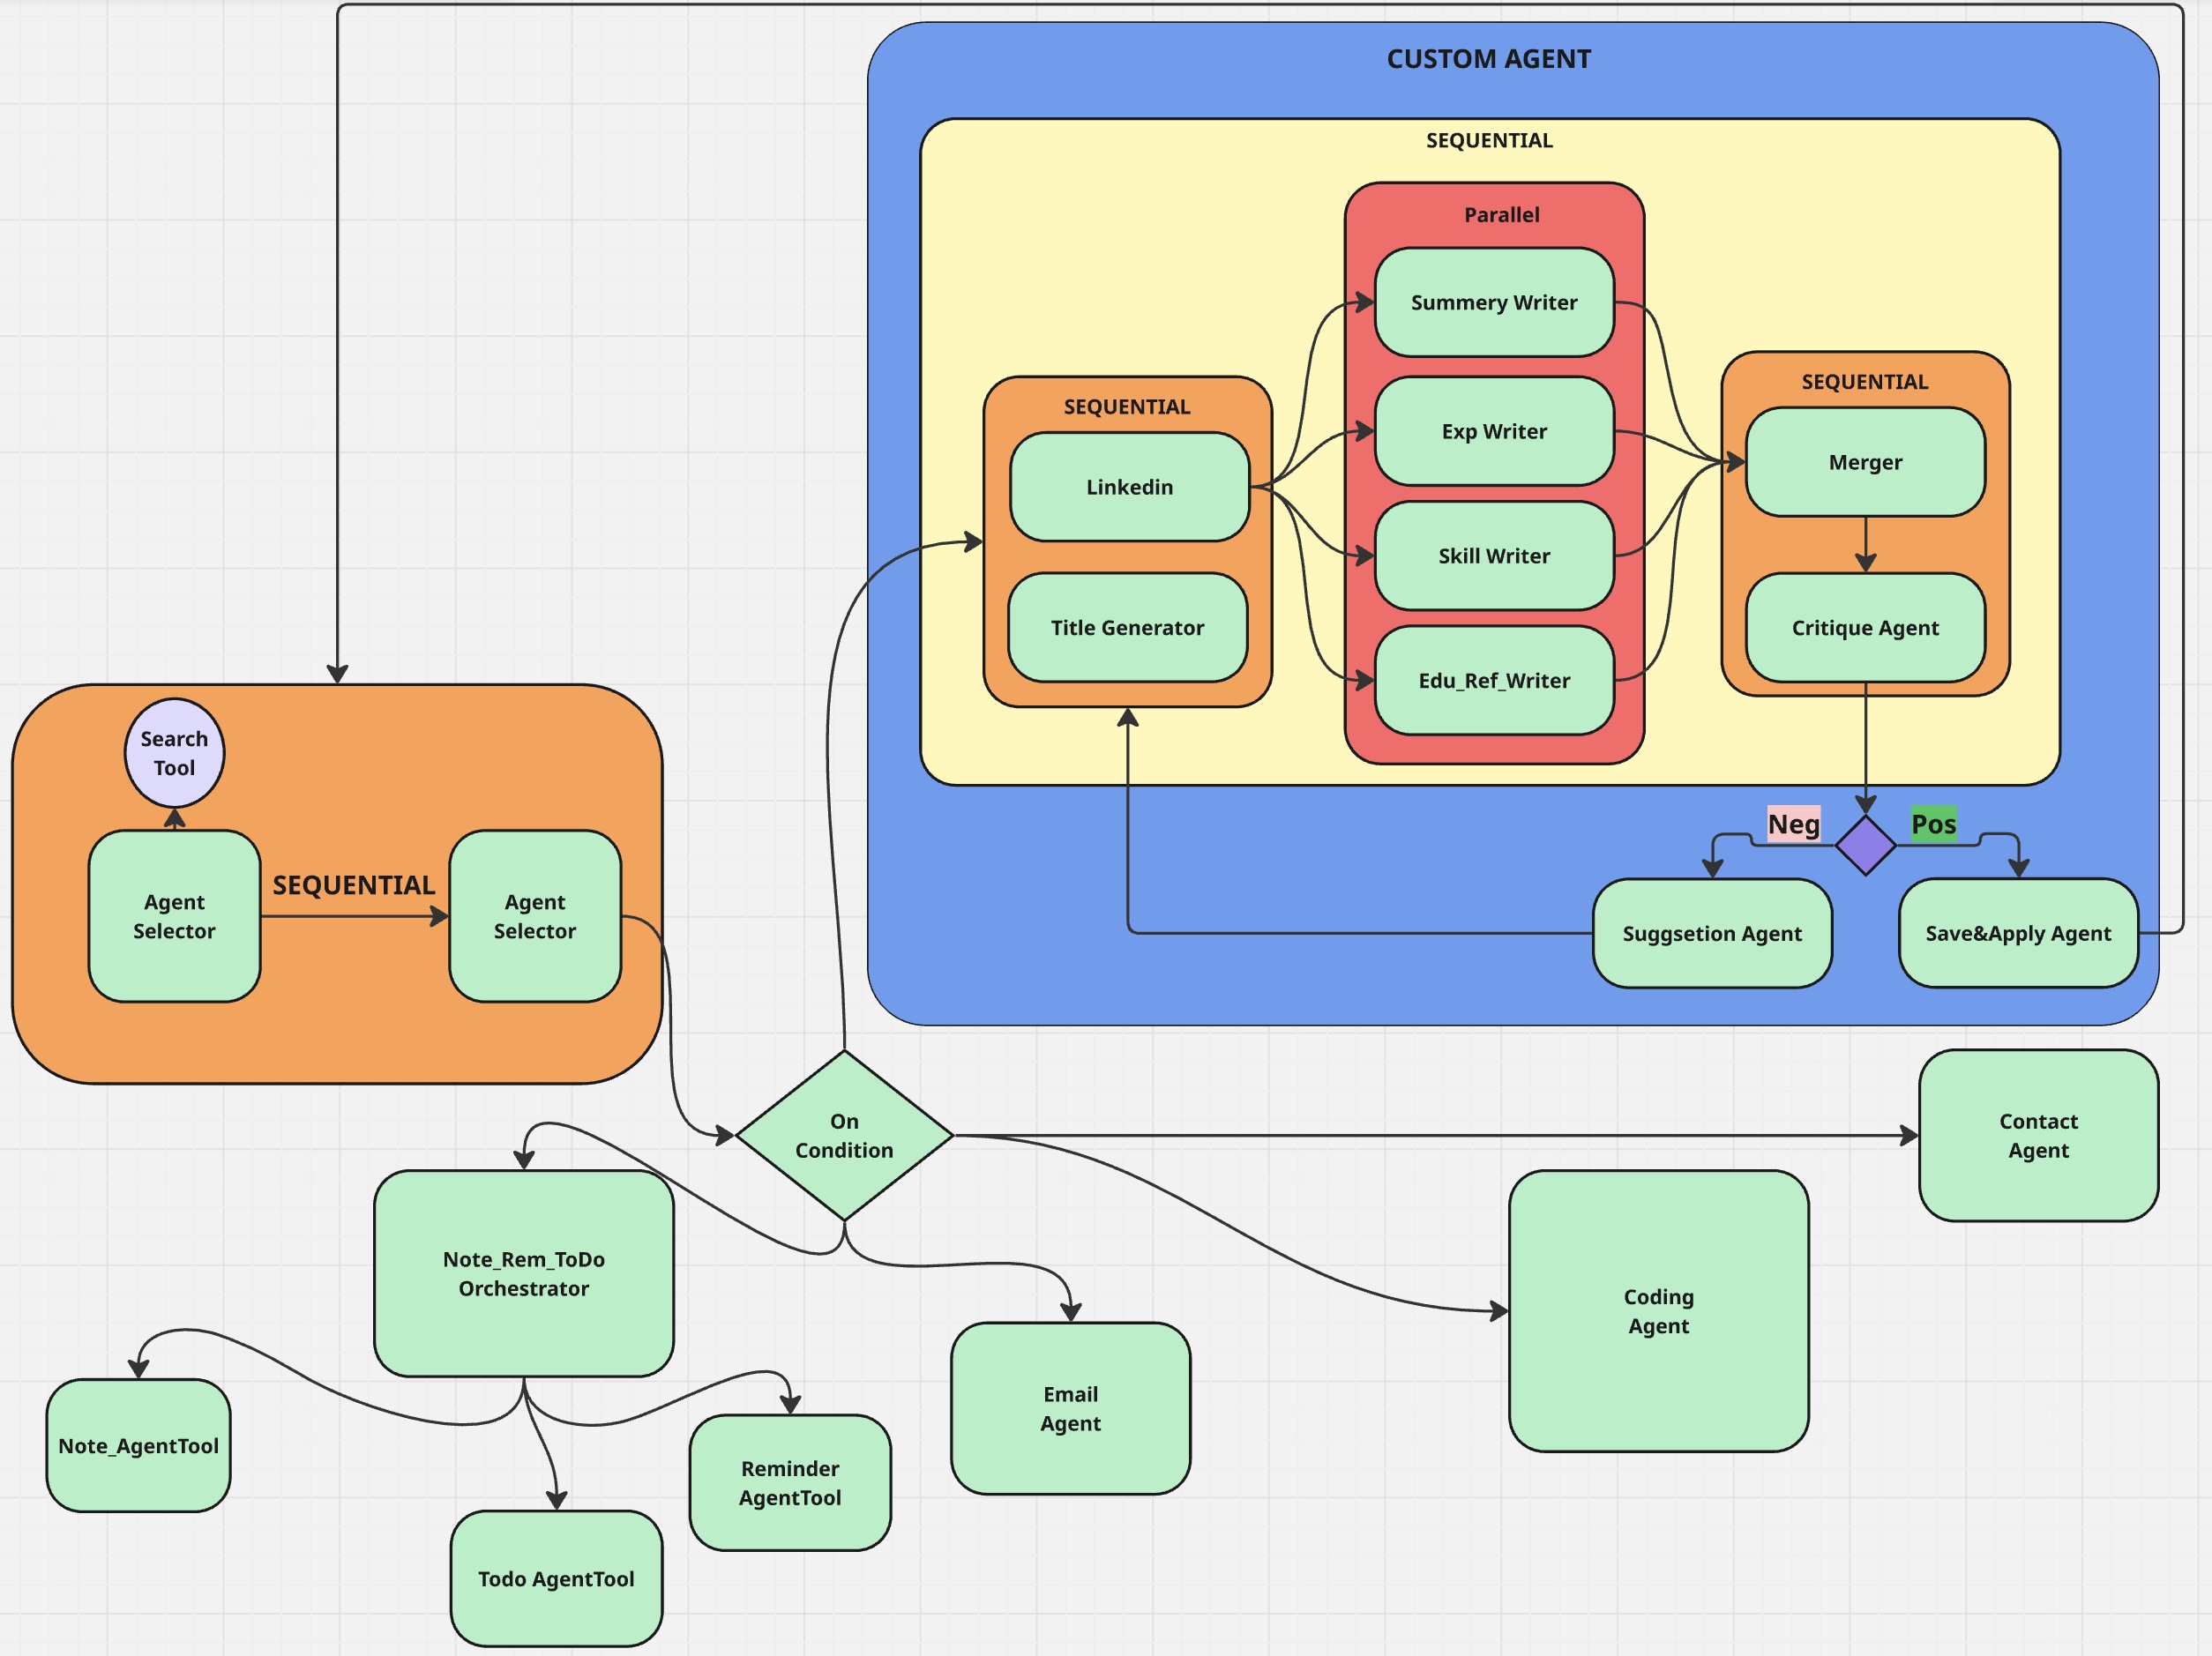 CUSTOM AGENT
SEQUENTIAL
Parallel
Summery Writer
Exp Writer
Skill Writer
Edu_Ref_Writer
SEQUENTIAL
Linkedin
Title Generator
SEQUENTIAL
Merger
Critique Agent
Neg
Pos
Suggsetion Agent
Save&Apply Agent
Search
Tool
Agent
Selector
SEQUENTIAL
Agent
Selector
On
Condition
Contact
Agent
Coding
Agent
Note_Rem_ToDo
Orchestrator
Email
Agent
Note_AgentTool
Reminder
AgentTool
Todo AgentTool